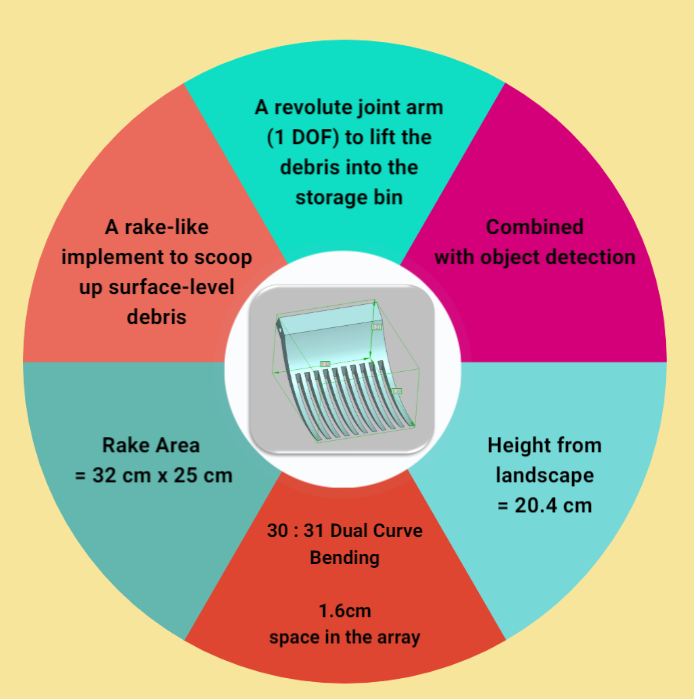 A revolute joint arm
(1 DOF) to lift the
debris into the
storage bin
Combined
with object detection
A rake-like
implement to scoop
up surface-level
debris
Rake Area
= 32 cm x 25 cm
Height from
landscape
= 20.4 cm
30 : 31 Dual Curve
Bending
1.6cm
space in the array